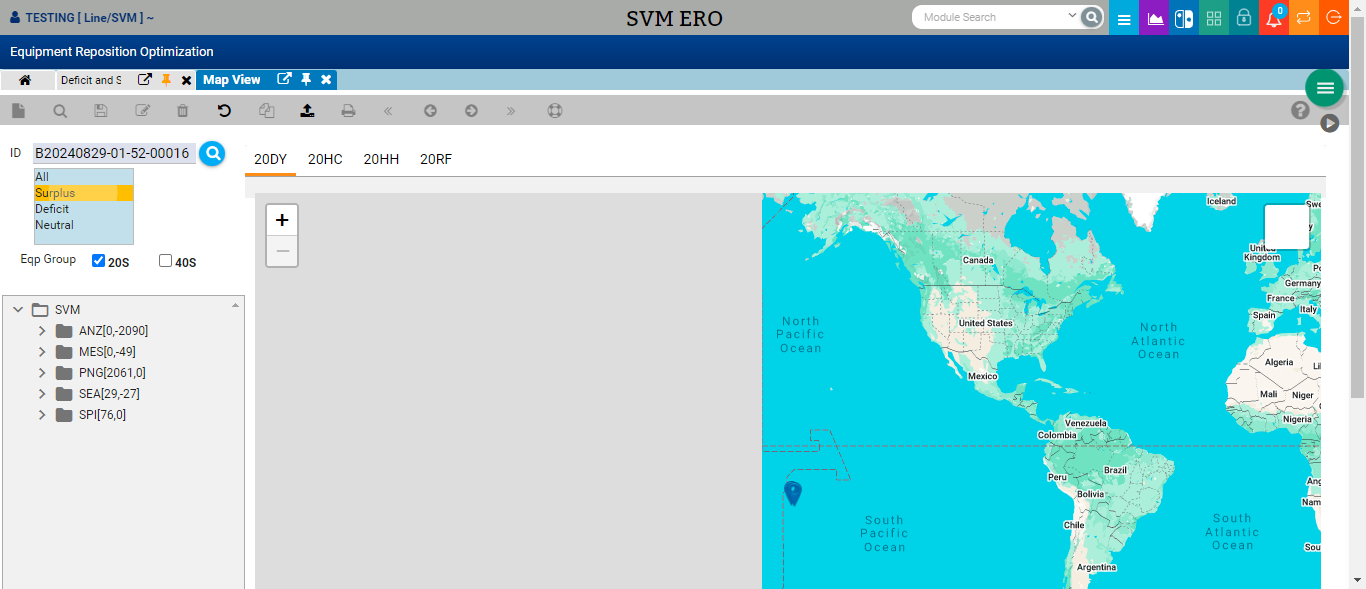 TESTING [ Line/SVM ] ~
SVM ERO
Module Search
0
Equipment Reposition Optimization
Deficit and S
Map View
ID
B20240829-01-52-00016
20DY
20HC
20HH
20RF
All
Surplus
Deficit
Neutral
Eqp Group
20S
40S
SVM
ANZ[0,-2090]
MES[0,-49]
PNG[2061,0]
SEA[29,-27]
SPI[76,0]
+
−
Iceland
Swe
United
Kingdom
Canada
Po
Germany
France
Italy
Spain
North
Pacific
Ocean
United States
North
Atlantic
Ocean
Mexico
Algeria
Li
Mali
Niger
Nigeria
Venezuela
Colombia
Brazil
Peru
Bolivia
Ang
Nam
South
Pacific
Ocean
Chile
South
Atlantic
Ocean
Sou
Argentina